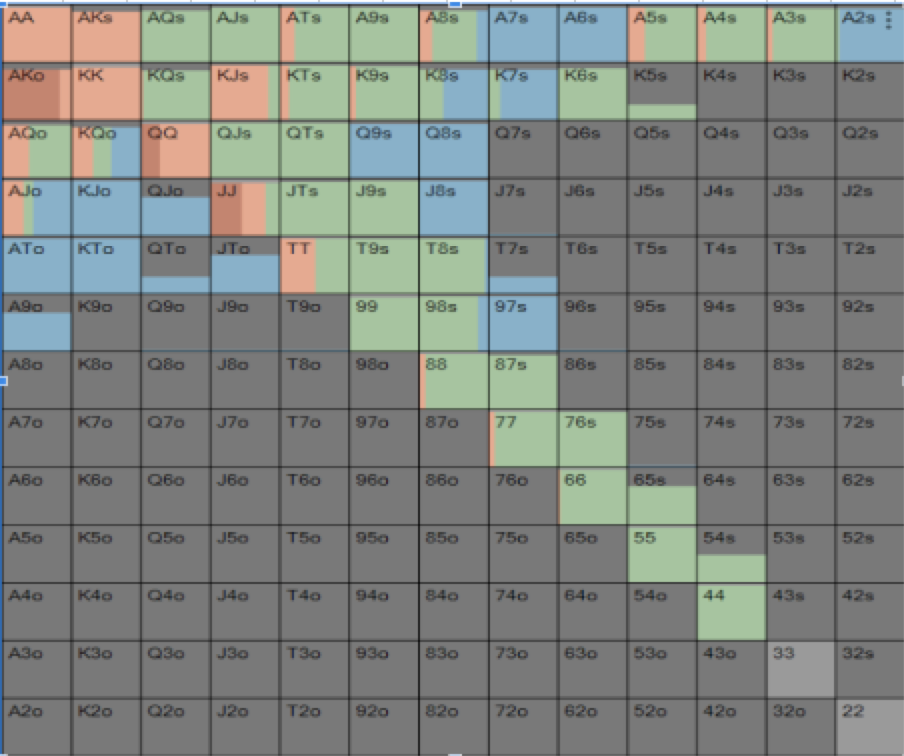 AA AKs AQs AJs ATs A9s A8s A7s A6s A5s A4s A3s A2s
AKo KK KQs KJs KTs K9s K8s K7s K6s K5s K4s K3s K2s
AQo KQo QQ QJs QTs Q9s Q8s Q7s Q6s Q5s Q4s Q3s Q2s
AJo KJo QJo JJ JTs J9s J8s J7s J6s J5s J4s J3s J2s
ATo KTo QTo JTo TT T9s T8s T7s T6s T5s T4s T3s T2s
A9o K9o Q9o J9o T9o 99 98s 97s 96s 95s 94s 93s 92s
A8o K8o Q8o J8o T8o 98o 88 87s 86s 85s 84s 83s 82s
A7o K7o Q7o J7o T7o 97o 87o 77 76s 75s 74s 73s 72s
A6o K6o Q6o J6o T6o 96o 86o 76o 66 65s 64s 63s 62s
A5o K5o Q5o J5o T5o 95o 85o 75o 65o 55 54s 53s 52s
A4o K4o Q4o J4o T4o 94o 84o 74o 64o 54o 44 43s 42s
A3o K3o Q3o J3o T3o 93o 83o 73o 63o 53o 43o 33 32s
A2o K2o Q2o J2o T2o 92o 82o 72o 62o 52o 42o 32o 22